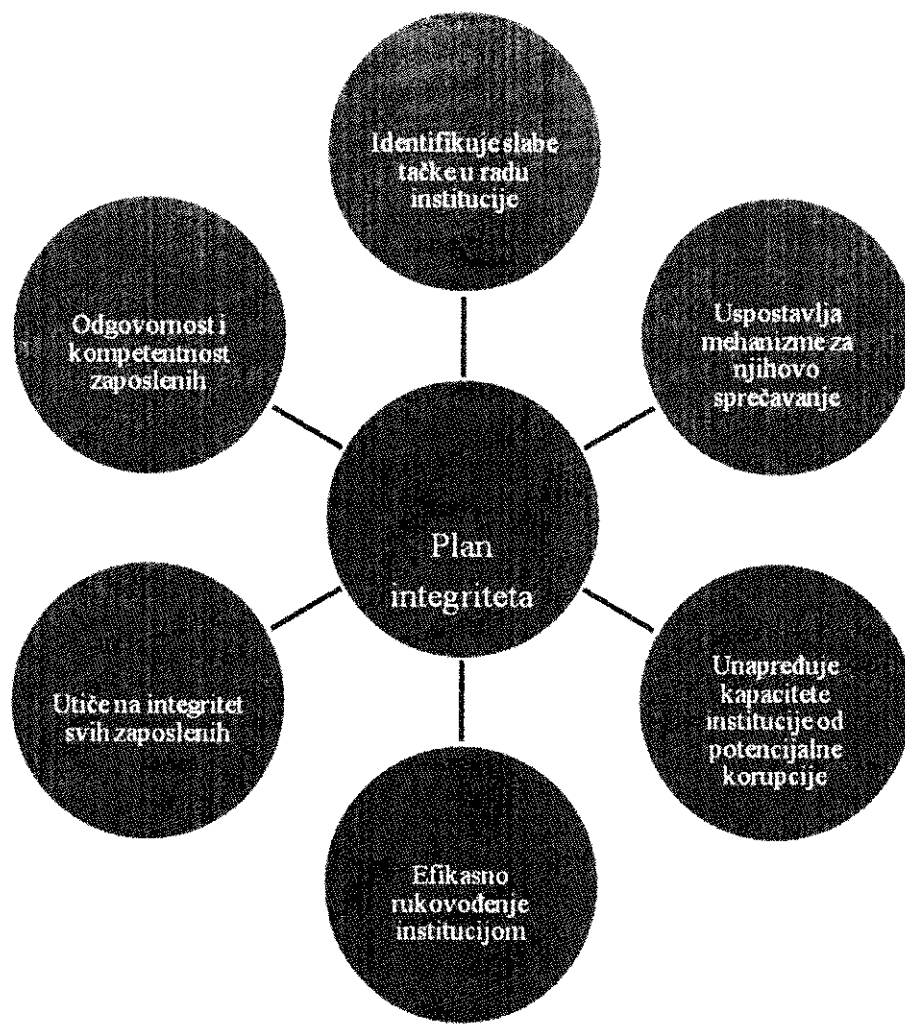 Identifikuje slabe
tačke u radu
institucije
Uspostavlja
mehanizme za
njihovo
sprečavanje
Unapređuje
kapacitete
institucije od
potencijalne
korupcije
Efikasno
rukovođenje
institucijom
Utiče na integritet
svih zaposlenih
Odgovornost i
kompetentnost
zaposlenih
Plan
integriteta